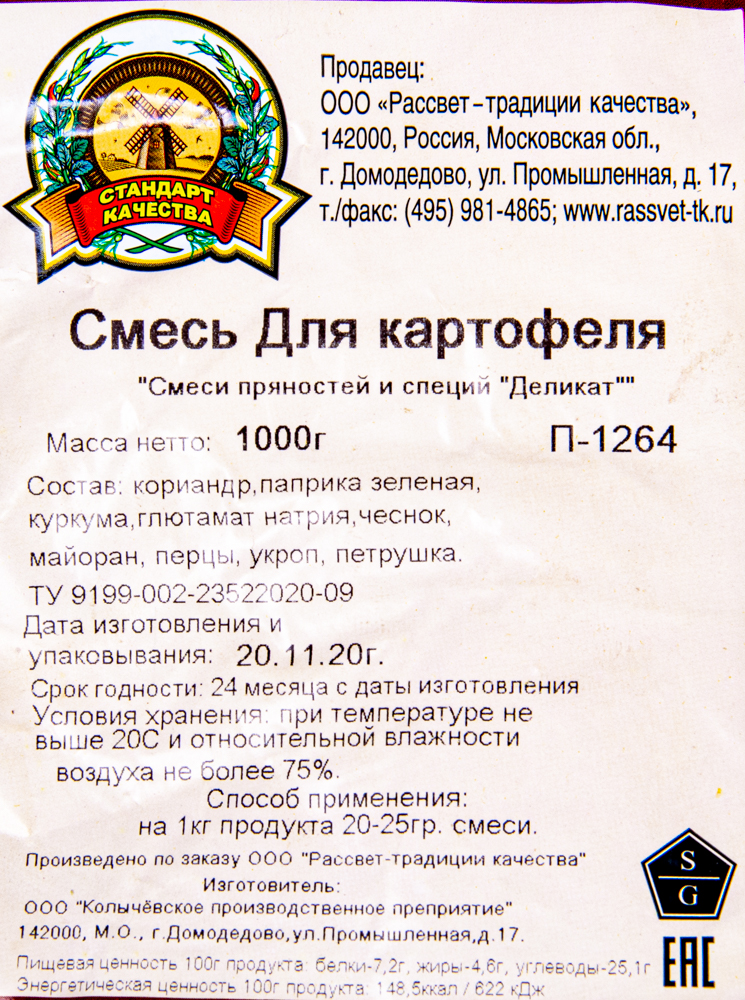 СТАНДАРТ
КАЧЕСТВА
Продавец:
ООО «Рассвет-традиции качества»,
142000, Россия, Московская обл.,
г. Домодедово, ул. Промышленная, д. 17,
т./факс: (495) 981-4865; www.rassvet-tk.ru
Смесь Для картофеля
"Смеси пряностей и специй "Деликат""
Масса нетто: 1000г П-1264
Состав: кориандр,паприка зеленая,
куркума,глютамат натрия,чеснок,
майоран, перцы, укроп, петрушка.
ТУ 9199-002-23522020-09
Дата изготовления и
упаковывания: 20.11.20г.
Срок годности: 24 месяца с даты изготовления
Условия хранения: при температуре не
выше 20С и относительной влажности
воздуха не более 75%.
Способ применения:
на 1кг продукта 20-25гр. смеси.
Произведено по заказу ООО "Рассвет-традиции качества"
Изготовитель:
ООО "Колычёвское производственное преприятие"
142000, М.О., г.Домодедово,ул.Промышленная,д.17.
Пищевая ценность 100г продукта: белки-7,2г, жиры-4,6г, углеводы-25,1г
Энергетическая ценность 100г продукта: 148,5ккал / 622 кДж
S
G
EAC